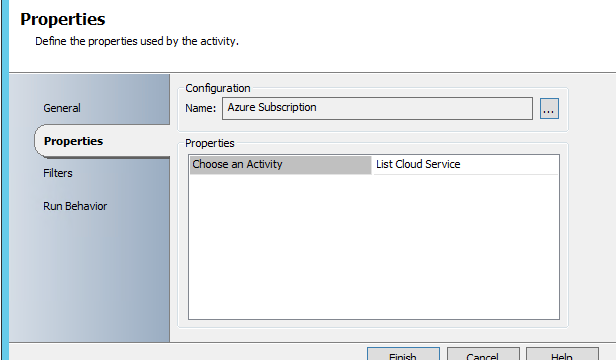 Properties
Define the properties used by the activity.
General
Properties
Filters
Run Behavior
Configuration
Name: Azure Subscription ...
Properties
Choose an Activity List Cloud Service
Finish Cancel Help